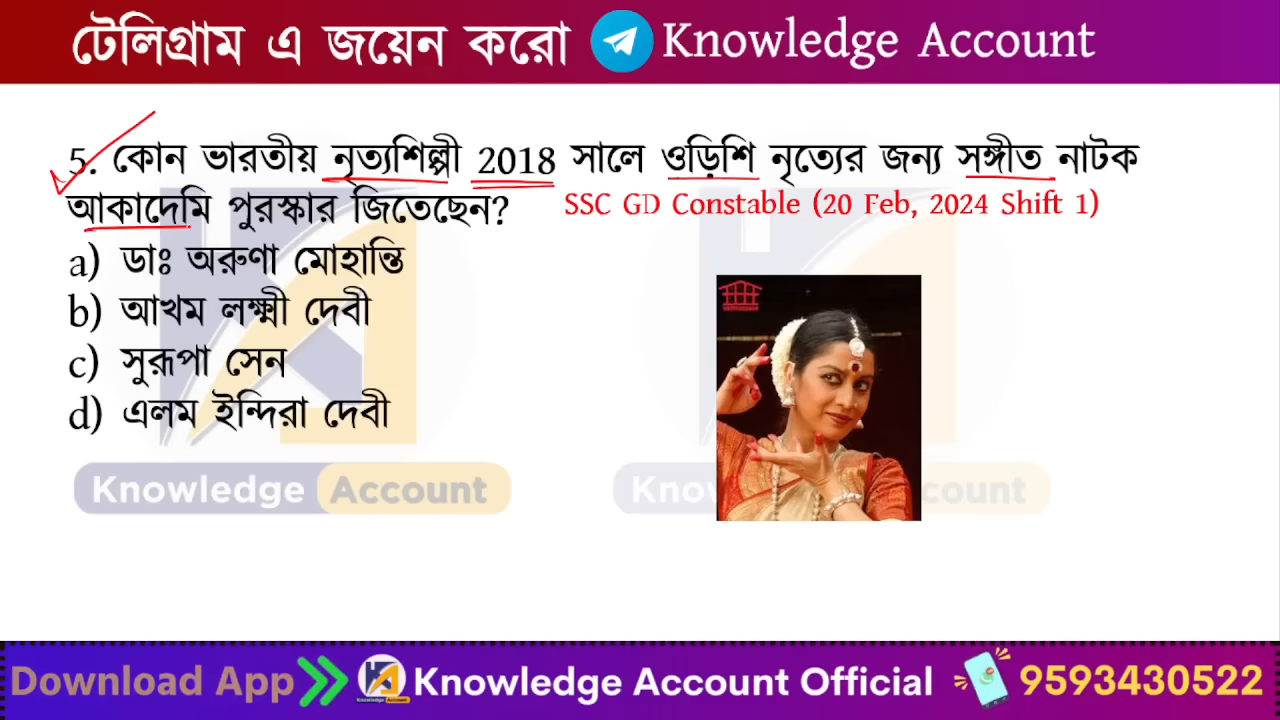 টেলিগ্রাম এ জয়েন করো Knowledge Account
5. কোন ভারতীয় নৃত্যশিল্পী 2018 সালে ওড়িশি নৃত্যের জন্য সঙ্গীত নাটক
আকাদেমি পুরস্কার জিতেছেন? SSC GD Constable (20 Feb, 2024 Shift 1)
a) ডাঃ অরুণা মোহান্তি
b) আখম লক্ষ্মী দেবী
c) সুরূপা সেন
d) এলম ইন্দিরা দেবী
Knowledge Account
Download App Knowledge Account Official 9593430522